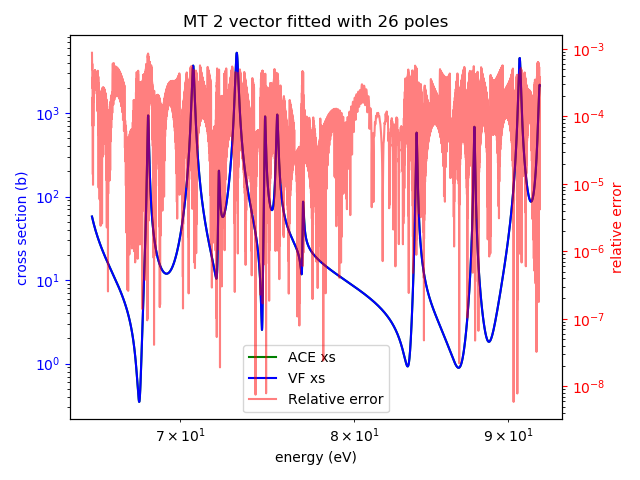 MT 2 vector fitted with 26 poles
cross section (b)
10³
10²
10¹
10⁰
10⁻³
10⁻⁴
10⁻⁵
10⁻⁶
10⁻⁷
10⁻⁸
relative error
ACE xs
VF xs
Relative error
7 × 10¹ 8 × 10¹ 9 × 10¹
energy (eV)